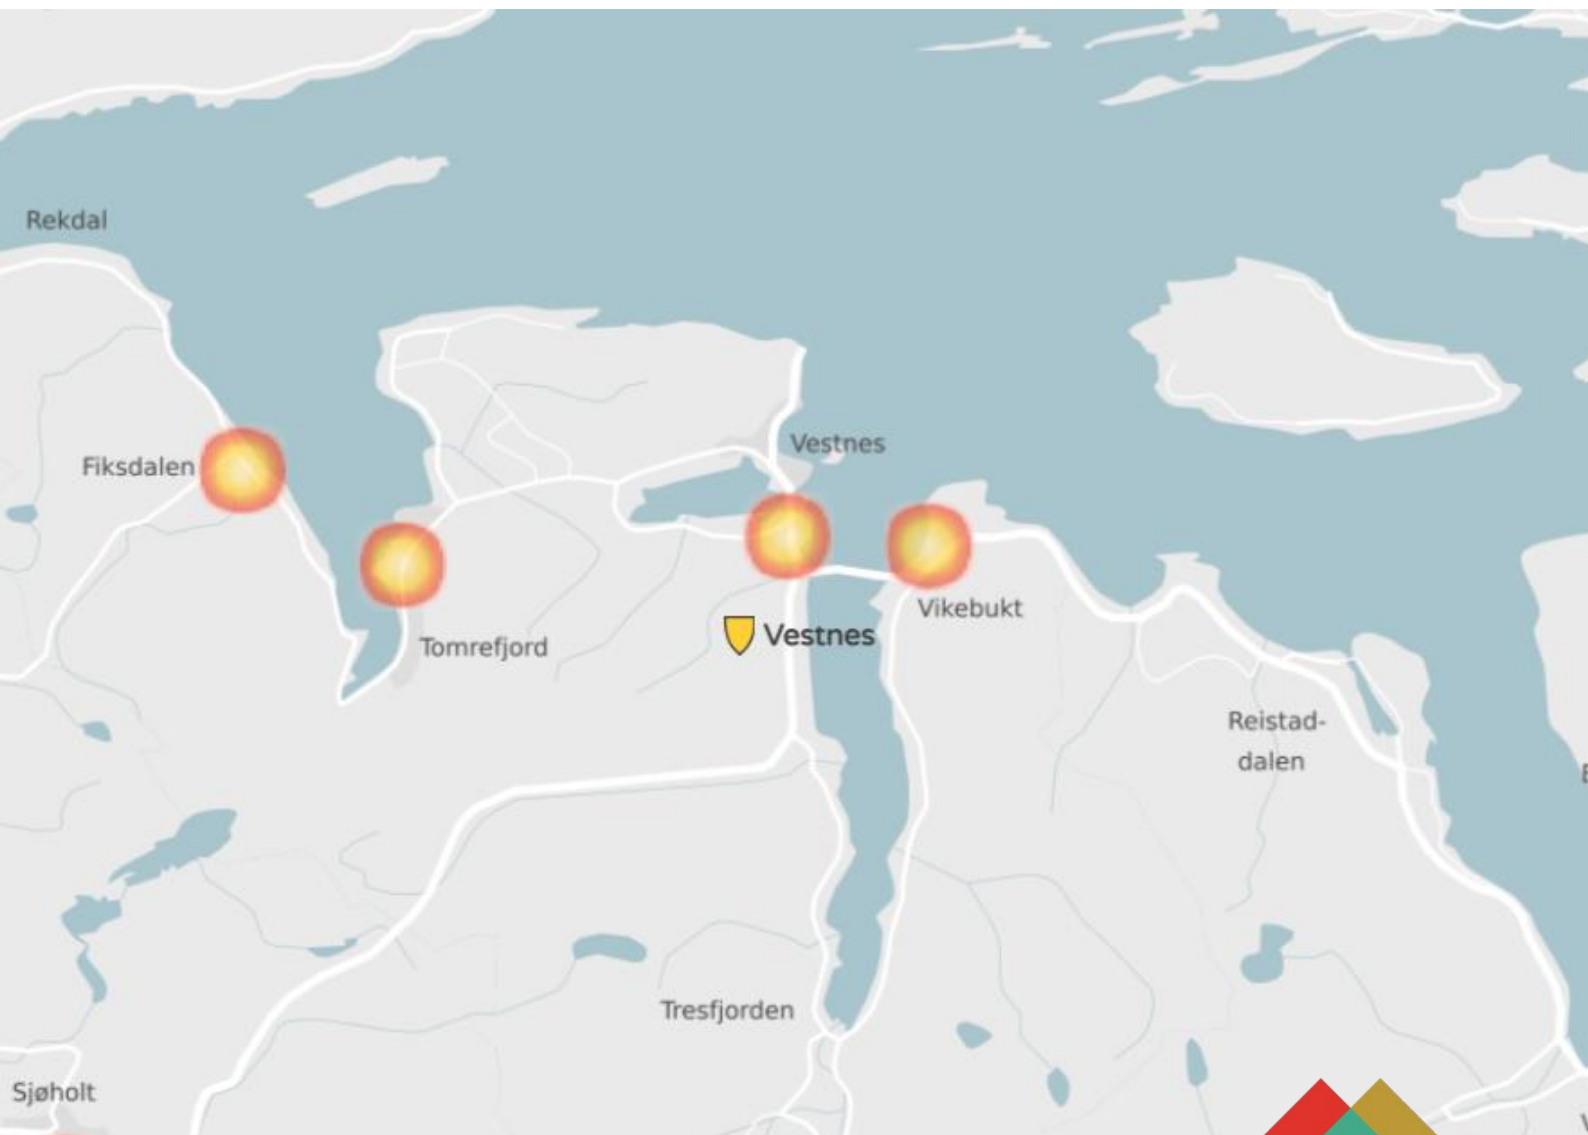 Rekdal
Vestnes
Fiksdalen
Vikebukt
Vestnes
Tomrefjord
Reistad-
dalen
Tresfjorden
Sjøholt